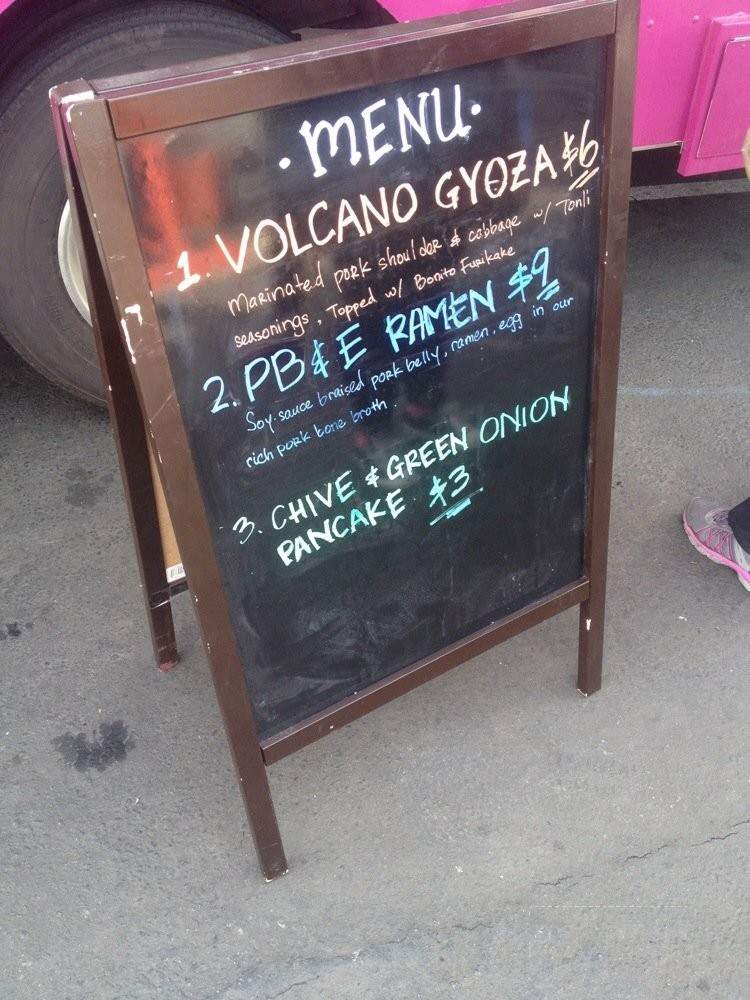 ·MENU·
1. VOLCANO GYOZA $6
Marinated pork shoulder & cabbage w/ Tonli
seasonings, Topped w/ Bonito Furikake
2. PB & E RAMEN $9
Soy-sauce braised pork belly, ramen, egg in our
rich pork bone broth.
3. CHIVE & GREEN ONION
PANCAKE $3